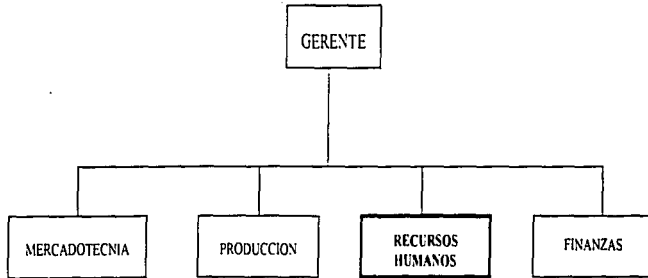 GERENTE
MERCADOTECNIA
PRODUCCION
RECURSOS
HUMANOS
FINANZAS